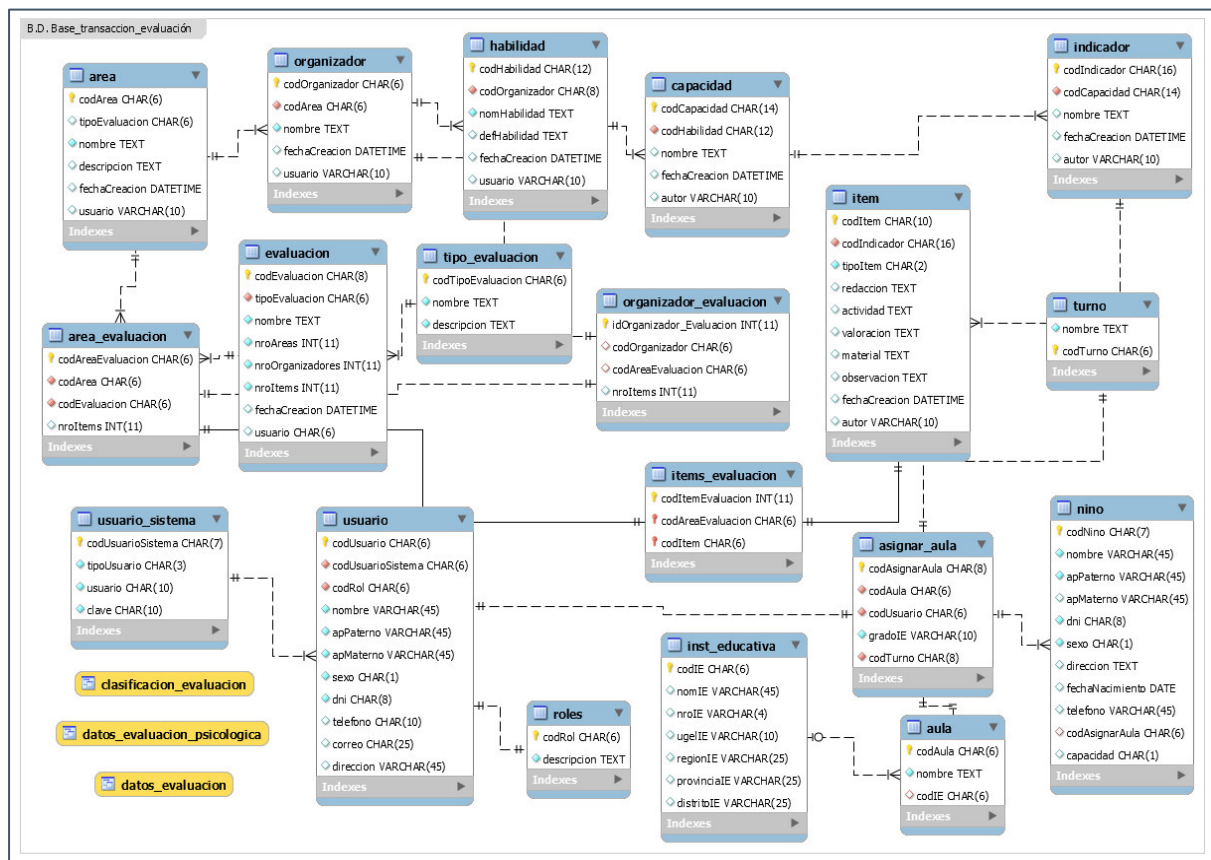 B.D. Base_transaccion_evaluación
area
codArea CHAR(6)
tipoEvaluacion CHAR(6)
nombre TEXT
descripcion TEXT
fechaCreacion DATETIME
usuario VARCHAR(10)
Indexes
organizador
codOrganizador CHAR(6)
codArea CHAR(6)
nombre TEXT
fechaCreacion DATETIME
usuario VARCHAR(10)
Indexes
habilidad
codHabilidad CHAR(12)
codOrganizador CHAR(8)
nomHabilidad TEXT
defHabilidad TEXT
fechaCreacion DATETIME
usuario VARCHAR(10)
Indexes
capacidad
codCapacidad CHAR(14)
codHabilidad CHAR(12)
nombre TEXT
fechaCreacion DATETIME
autor VARCHAR(10)
Indexes
indicador
codIndicador CHAR(16)
codCapacidad CHAR(14)
nombre TEXT
fechaCreacion DATETIME
autor VARCHAR(10)
Indexes
item
codItem CHAR(10)
codIndicador CHAR(16)
tipoItem CHAR(2)
redaccion TEXT
actividad TEXT
valoracion TEXT
material TEXT
observacion TEXT
fechaCreacion DATETIME
autor VARCHAR(10)
Indexes
evaluacion
codEvaluacion CHAR(8)
tipoEvaluacion CHAR(6)
nombre TEXT
nroAreas INT(11)
nroOrganizadores INT(11)
nroItems INT(11)
fechaCreacion DATETIME
usuario CHAR(6)
Indexes
tipo_evaluacion
codTipoEvaluacion CHAR(6)
nombre TEXT
descripcion TEXT
Indexes
organizador_evaluacion
idOrganizador_Evaluacion INT(11)
codOrganizador CHAR(6)
codAreaEvaluacion CHAR(6)
nroItems INT(11)
Indexes
turno
nombre TEXT
codTurno CHAR(6)
Indexes
area_evaluacion
codAreaEvaluacion CHAR(6)
codArea CHAR(6)
codEvaluacion CHAR(6)
nroItems INT(11)
Indexes
items_evaluacion
codItemEvaluacion INT(11)
codAreaEvaluacion CHAR(6)
codItem CHAR(6)
Indexes
usuario_sistema
codUsuarioSistema CHAR(7)
tipoUsuario CHAR(3)
usuario CHAR(10)
clave CHAR(10)
Indexes
usuario
codUsuario CHAR(6)
codUsuarioSistema CHAR(6)
codRol CHAR(6)
nombre VARCHAR(45)
apPaterno VARCHAR(45)
apMaterno VARCHAR(45)
sexo CHAR(1)
dni CHAR(8)
telefono CHAR(10)
correo CHAR(25)
direccion VARCHAR(45)
Indexes
asignar_aula
codAsignarAula CHAR(8)
codAula CHAR(6)
codUsuario CHAR(6)
gradoIE VARCHAR(10)
codTurno CHAR(8)
Indexes
nino
codNino CHAR(7)
nombre VARCHAR(45)
apPaterno VARCHAR(45)
apMaterno VARCHAR(45)
dni CHAR(8)
sexo CHAR(1)
direccion TEXT
fechaNacimiento DATE
telefono VARCHAR(45)
codAsignarAula CHAR(6)
capacidad CHAR(1)
Indexes
inst_educativa
codIE CHAR(6)
nomIE VARCHAR(45)
nroIE VARCHAR(4)
ugelIE VARCHAR(10)
regionIE VARCHAR(25)
provinciaIE VARCHAR(25)
distritoIE VARCHAR(25)
Indexes
roles
codRol CHAR(6)
descripcion TEXT
Indexes
aula
codAula CHAR(6)
nombre TEXT
codIE CHAR(6)
Indexes
clasificacion_evaluacion
datos_evaluacion_psicologica
datos_evaluacion